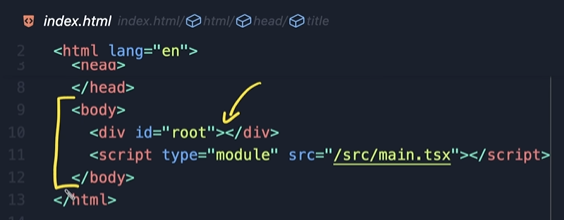 index.html index.html/html/head/title
2 <html lang="en">
3 <head>
8 </head>
9 <body>
10 <div id="root"></div>
11 <script type="module" src="/src/main.tsx"></script>
12 </body>
13 </html>